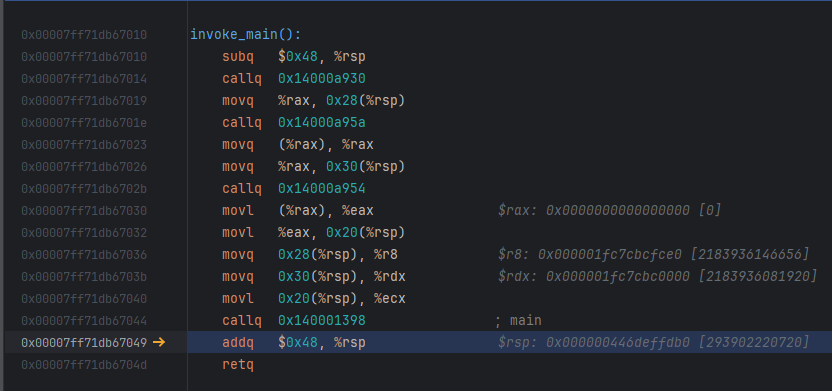 0x00007ff71db67010 invoke_main():
0x00007ff71db67010 subq $0x48, %rsp
0x00007ff71db67014 callq 0x14000a930
0x00007ff71db67019 movq %rax, 0x28(%rsp)
0x00007ff71db6701e callq 0x14000a95a
0x00007ff71db67023 movq (%rax), %rax
0x00007ff71db67026 movq %rax, 0x30(%rsp)
0x00007ff71db6702b callq 0x14000a954
0x00007ff71db67030 movl (%rax), %eax $rax: 0x0000000000000000 [0]
0x00007ff71db67032 movl %eax, 0x20(%rsp)
0x00007ff71db67036 movq 0x28(%rsp), %r8 $r8: 0x000001fc7cbcfce0 [2183936146656]
0x00007ff71db6703b movq 0x30(%rsp), %rdx $rdx: 0x000001fc7cbc0000 [2183936081920]
0x00007ff71db67040 movl 0x20(%rsp), %ecx
0x00007ff71db67044 callq 0x140001398 ; main
0x00007ff71db67049 → addq $0x48, %rsp $rsp: 0x000000446deffdb0 [293902220720]
0x00007ff71db6704d retq